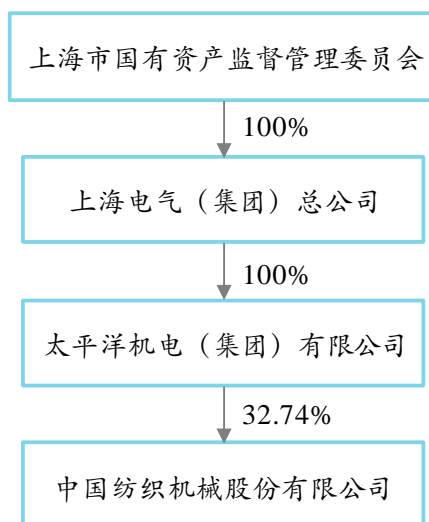 上海市国有资产监督管理委员会
100%
上海电气（集团）总公司
100%
太平洋机电（集团）有限公司
32.74%
中国纺织机械股份有限公司